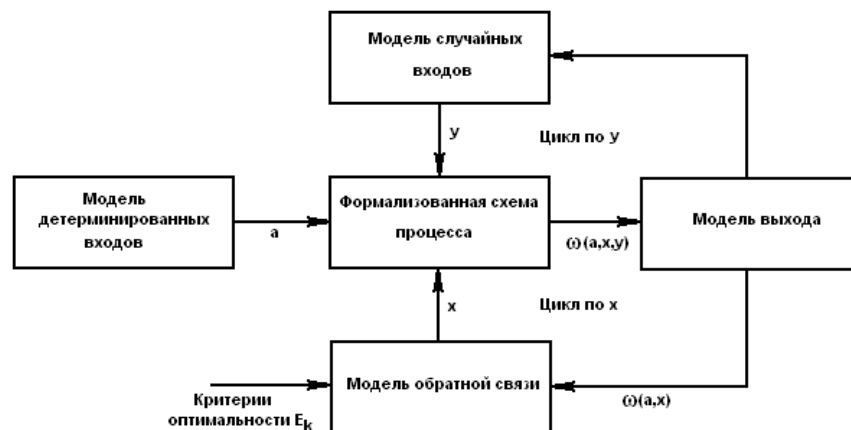 Модель случайных
входов
y
Цикл по y
Модель
детерминированных
входов
a
Формализованная схема
процесса
ω(a,x,y)
Модель выхода
x
Цикл по x
Модель обратной связи
Критерии
оптимальности Ek
ω(a,x)